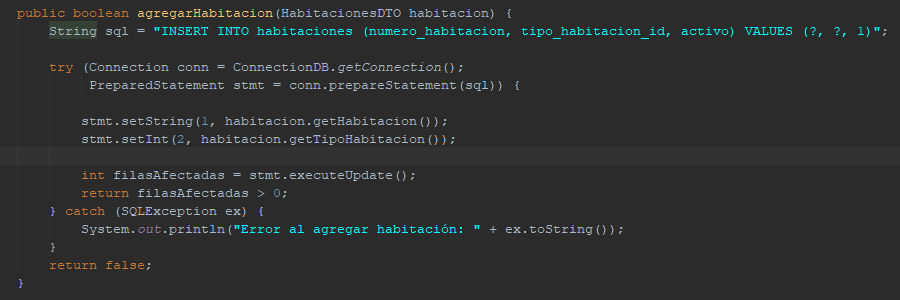 public boolean agregarHabitacion(HabitacionesDTO habitacion) {
    String sql = "INSERT INTO habitaciones (numero_habitacion, tipo_habitacion_id, activo) VALUES (?, ?, 1)";
    try (Connection conn = ConnectionDB.getConnection();
         PreparedStatement stmt = conn.prepareStatement(sql)) {
        stmt.setString(1, habitacion.getHabitacion());
        stmt.setInt(2, habitacion.getTipoHabitacion());
        int filasAfectadas = stmt.executeUpdate();
        return filasAfectadas > 0;
    } catch (SQLException ex) {
        System.out.println("Error al agregar habitación: " + ex.toString());
    }
    return false;
}